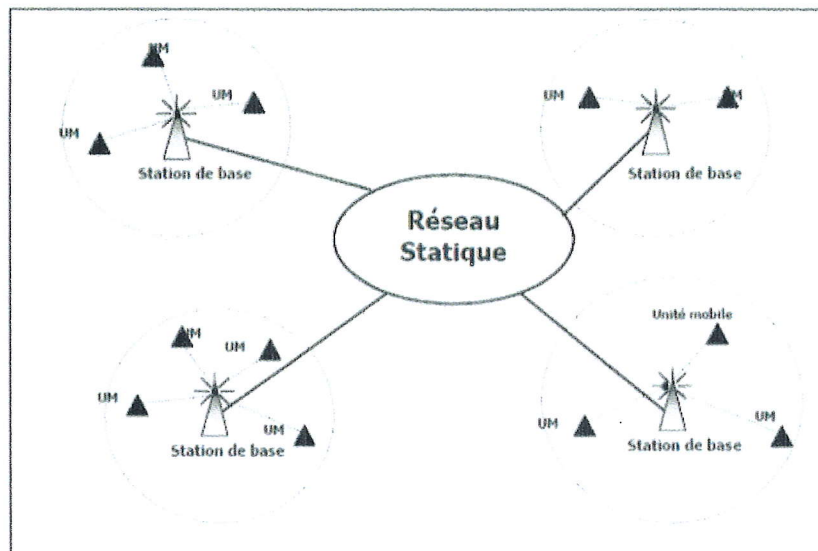 UM
UM
UM
Station de base
UM
UM
Station de base
Réseau
Statique
UM
UM
UM
UM
Station de base
Unité mobile
UM
UM
Station de base